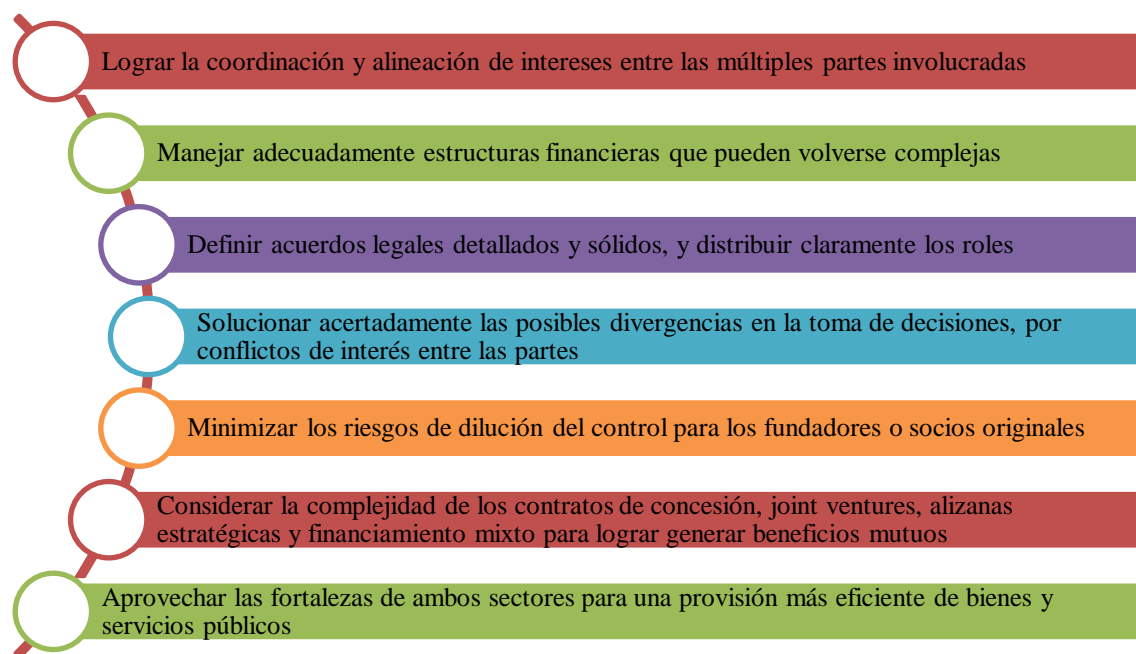 Lograr la coordinación y alineación de intereses entre las múltiples partes involucradas
Manejar adecuadamente estructuras financieras que pueden volverse complejas
Definir acuerdos legales detallados y sólidos, y distribuir claramente los roles
Solucionar acertadamente las posibles divergencias en la toma de decisiones, por
conflictos de interés entre las partes
Minimizar los riesgos de dilución del control para los fundadores o socios originales
Considerar la complejidad de los contratos de concesión, joint ventures, alizanas
estratégicas y financiamiento mixto para lograr generar beneficios mutuos
Aprovechar las fortalezas de ambos sectores para una provisión más eficiente de bienes y
servicios públicos